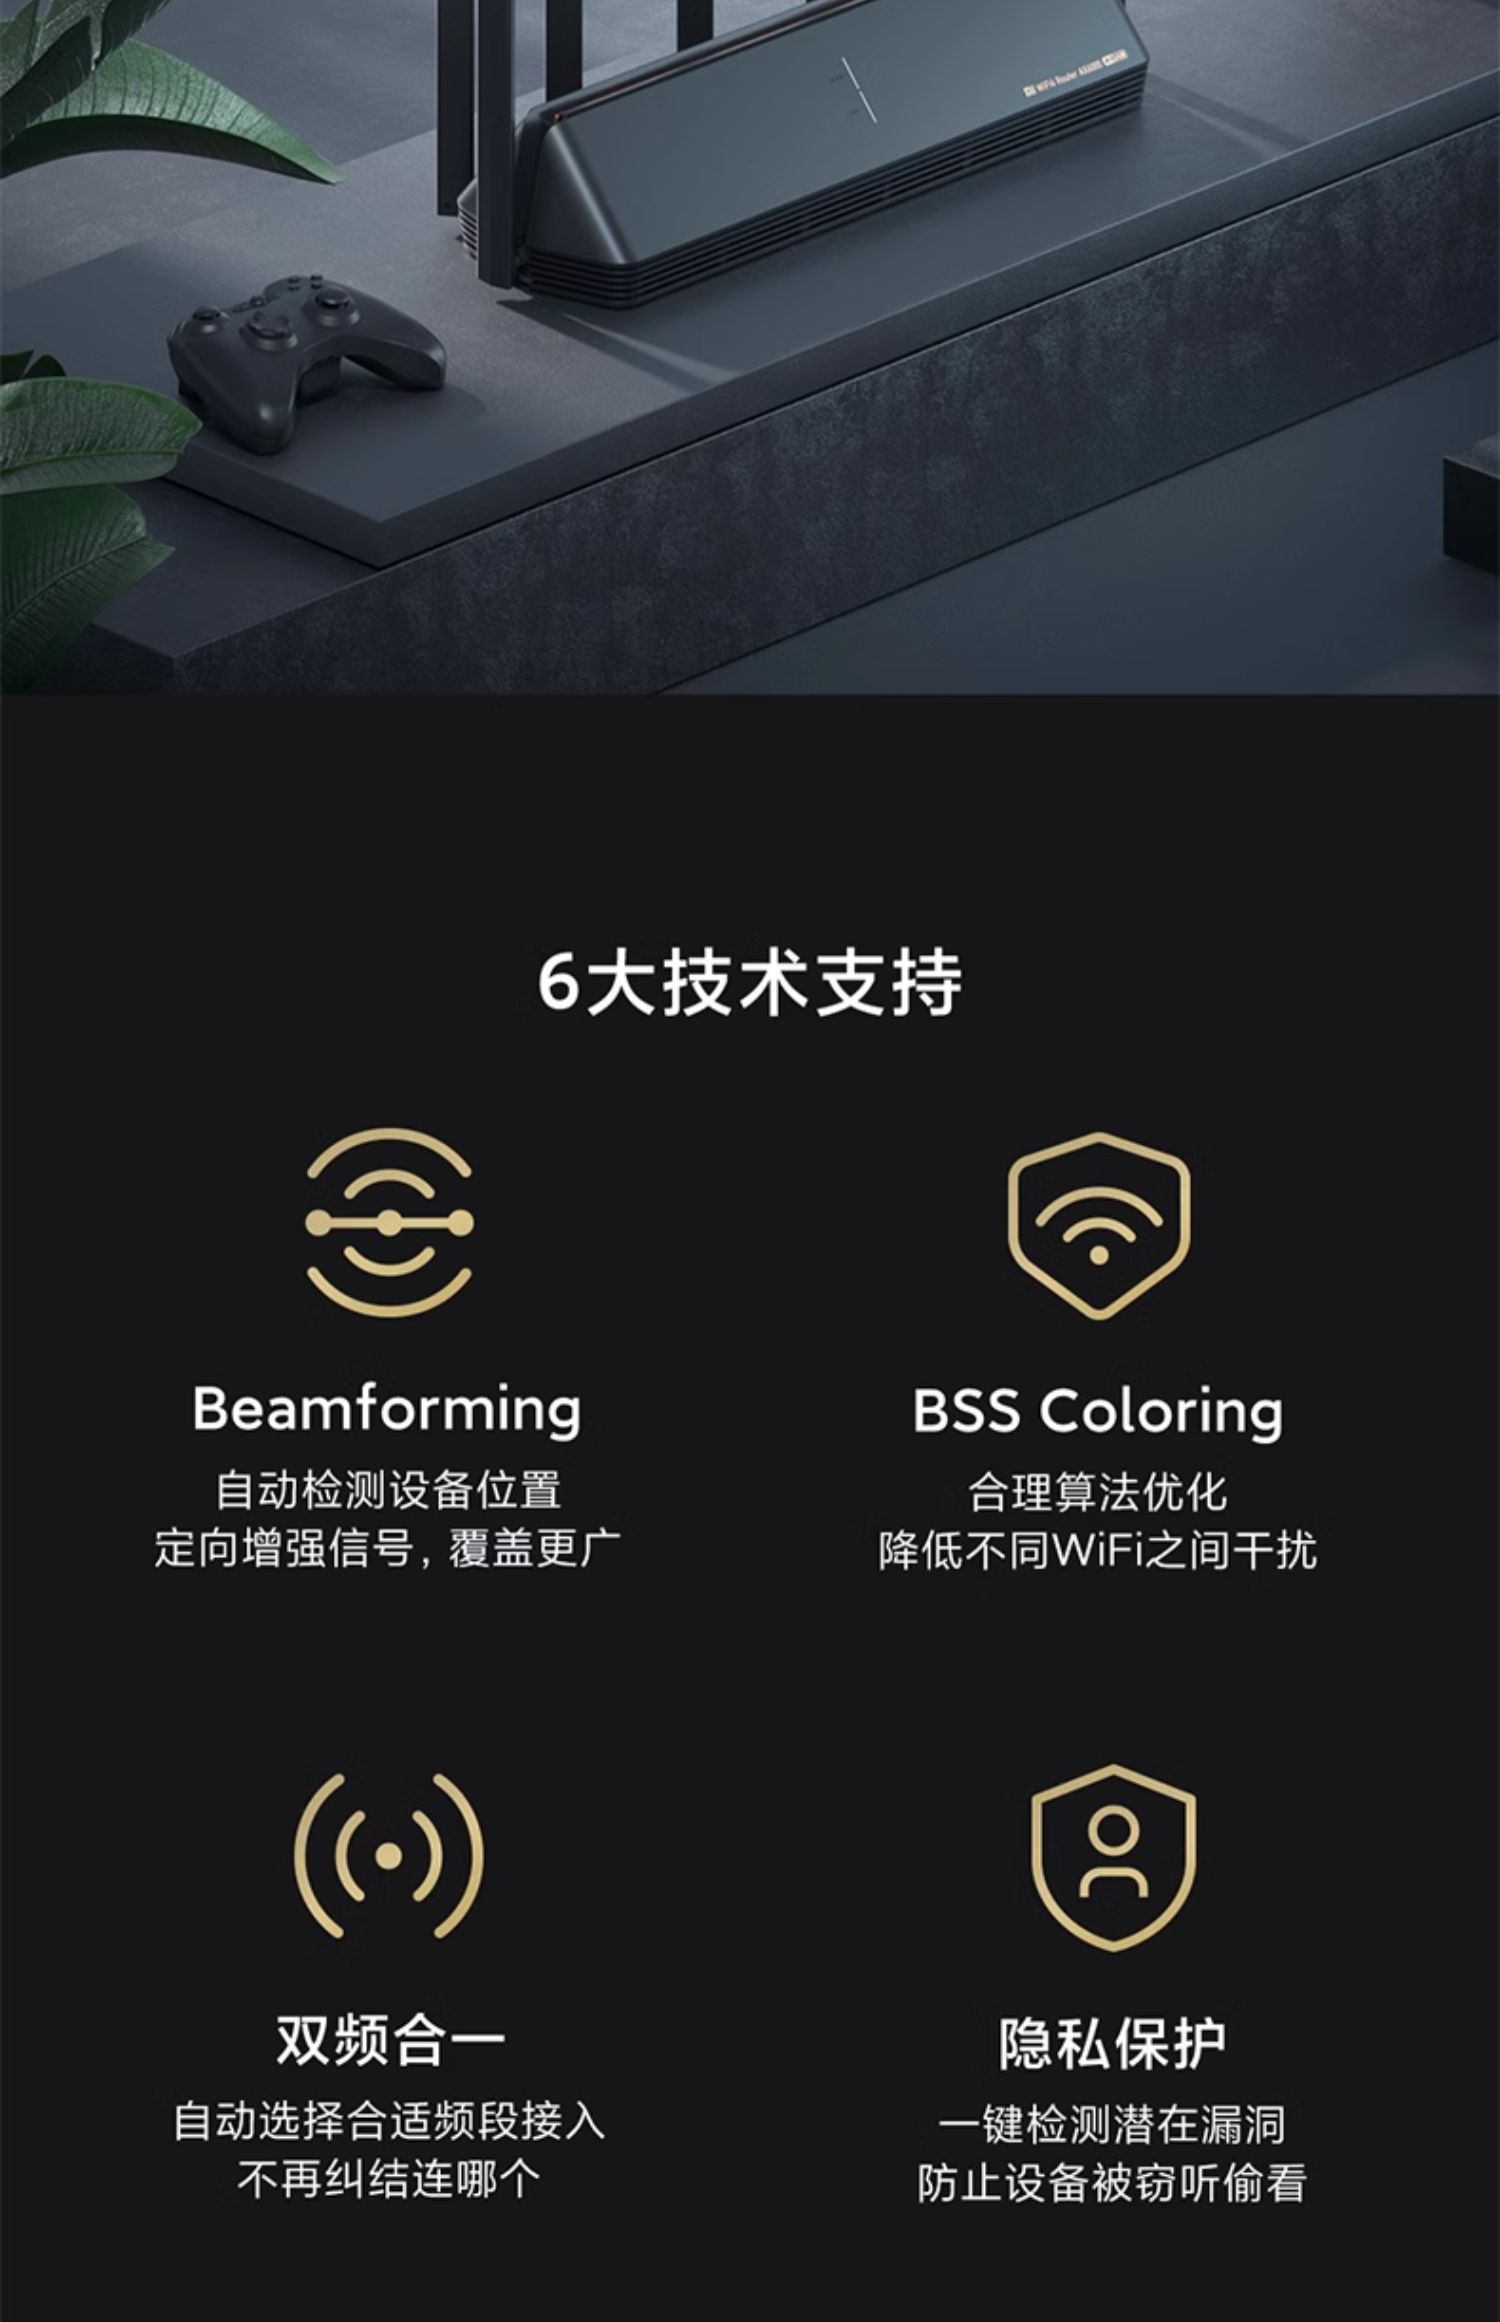 WiFi6 Router AX6000
6大技术支持
Beamforming
自动检测设备位置
定向增强信号，覆盖更广
BSS Coloring
合理算法优化
降低不同WiFi之间干扰
双频合一
自动选择合适频段接入
不再纠结连哪个
隐私保护
一键检测潜在漏洞
防止设备被窃听偷看